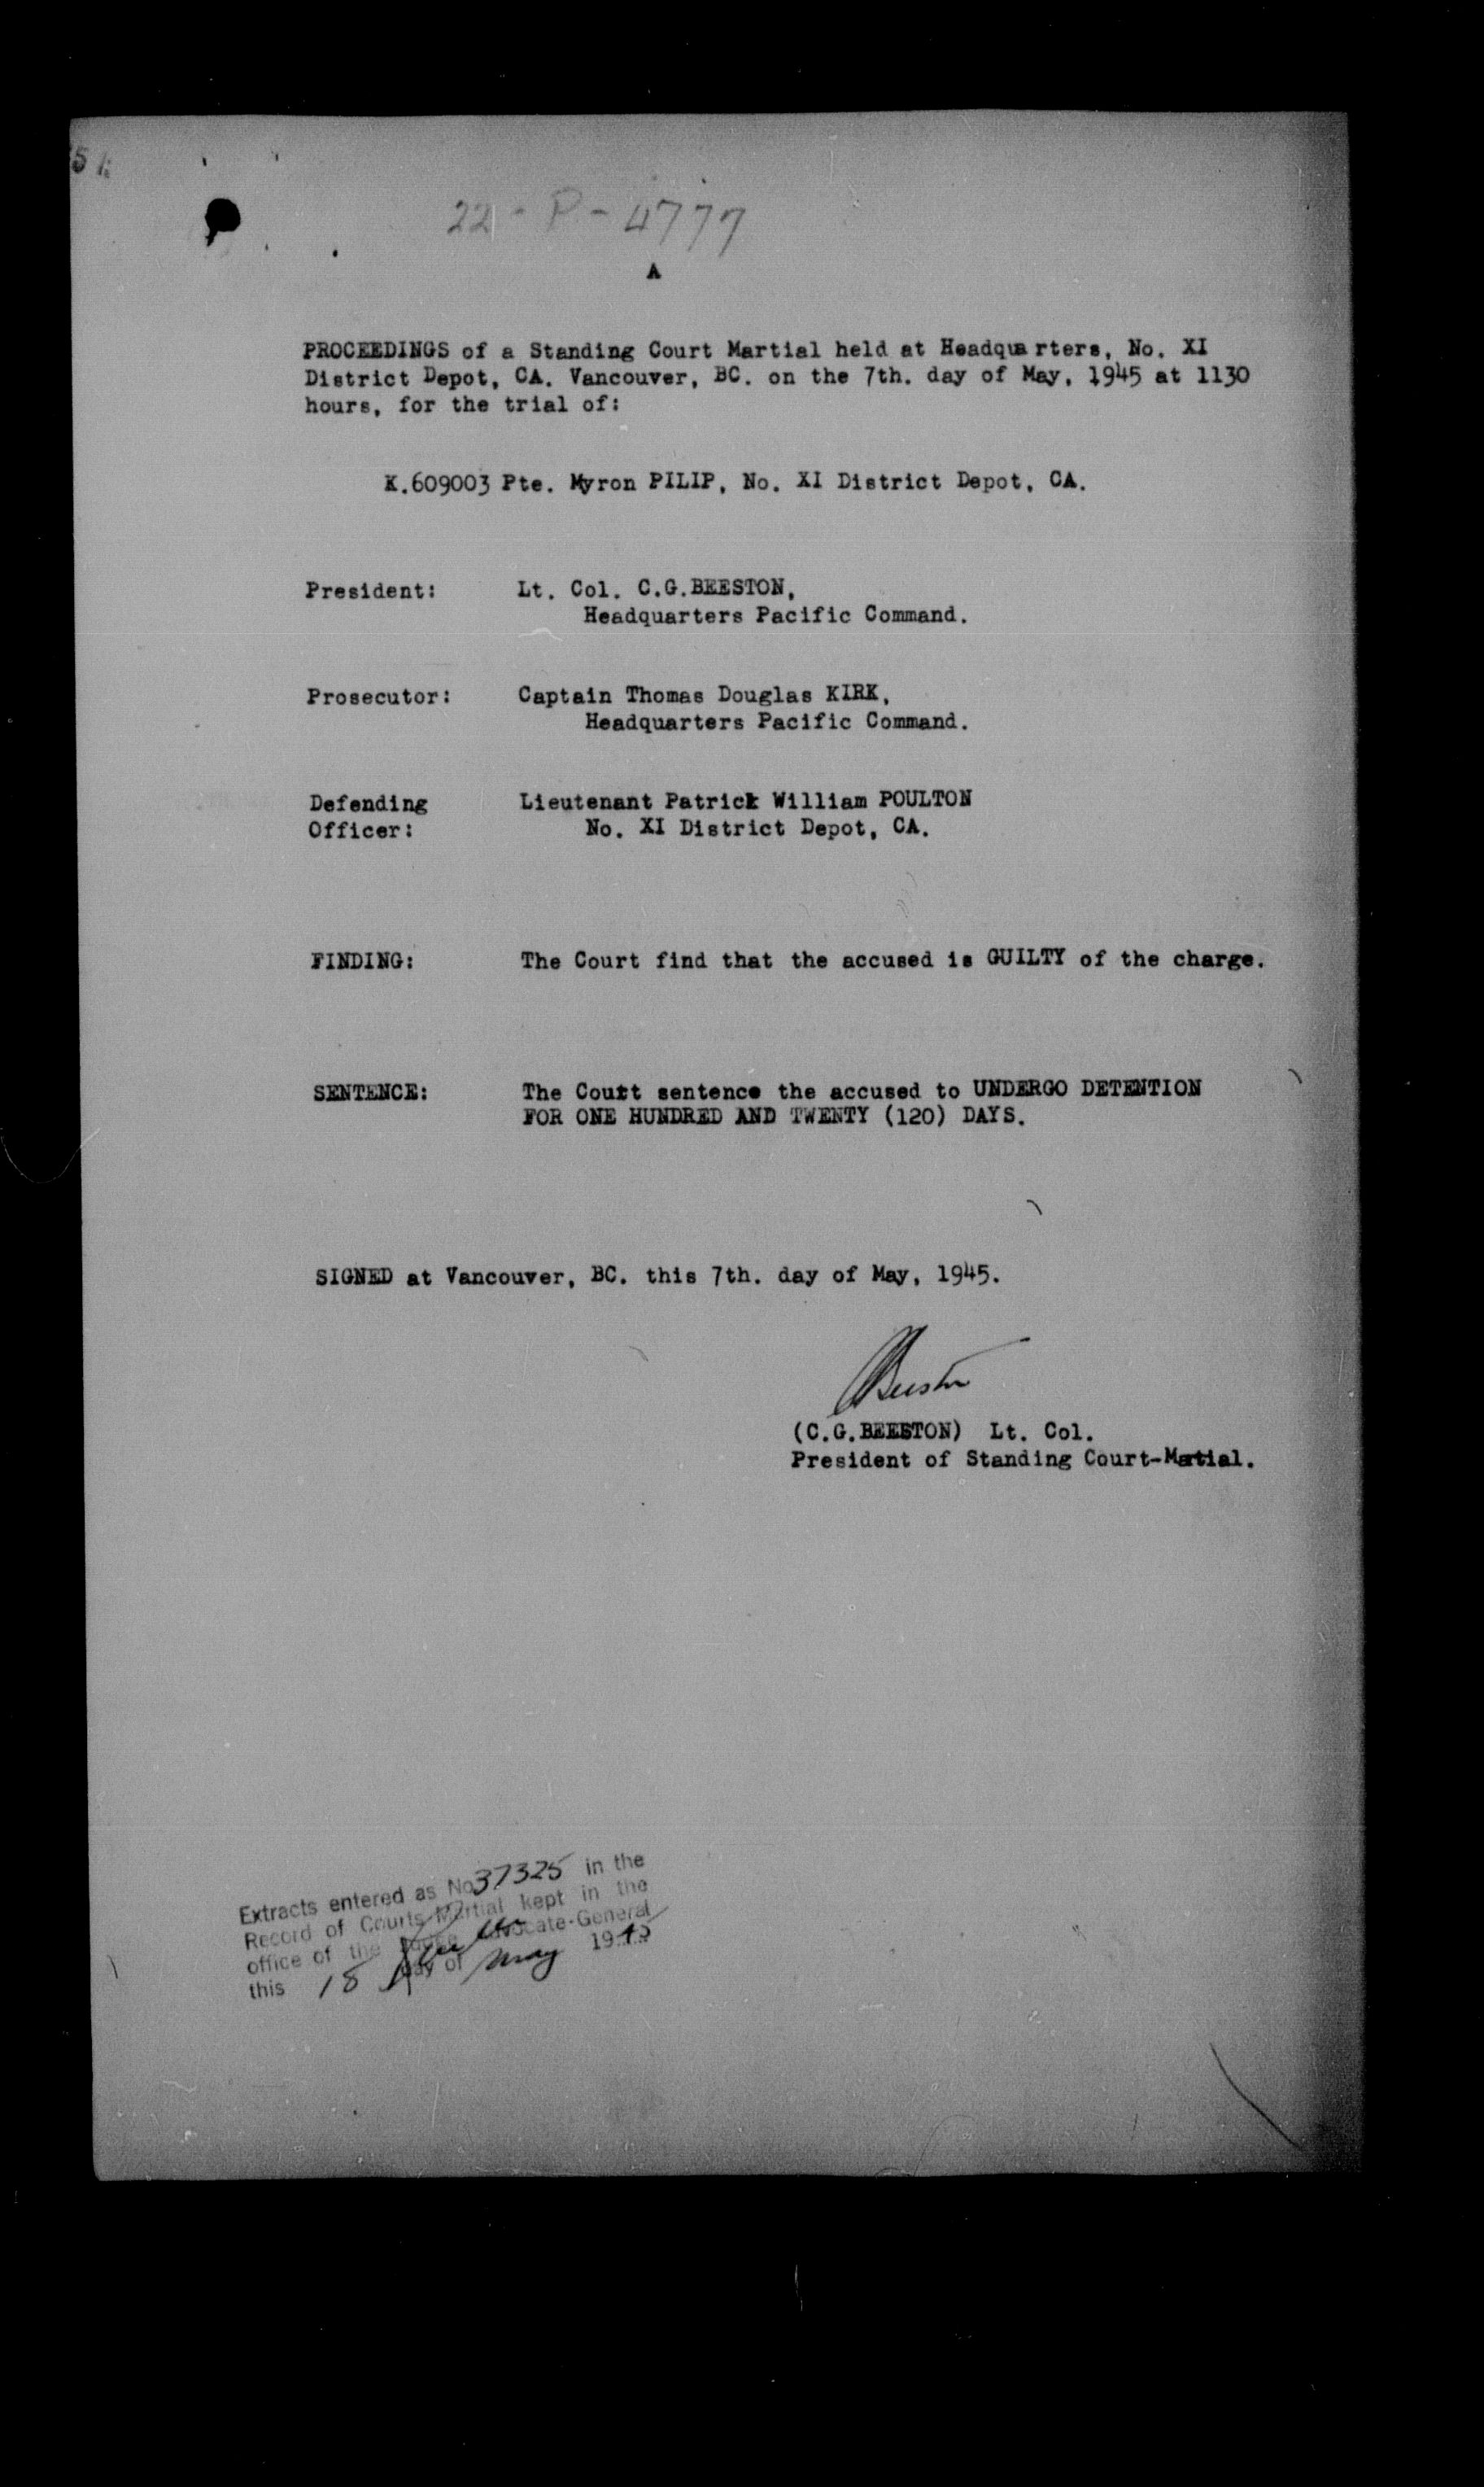 22-P-4777
A
PROCEEDINGS of a Standing Court Martial held at Headquarters, No. XI
District Depot, CA. Vancouver, BC. on the 7th. day of May, 1945 at 1130
hours, for the trial of:
K.609003 Pte. Myron PILIP, No. XI District Depot, CA.
President: Lt. Col. C.G.BEESTON,
Headquarters Pacific Command.
Prosecutor: Captain Thomas Douglas KIRK,
Headquarters Pacific Command.
Defending Lieutenant Patrick William POULTON
Officer: No. XI District Depot, CA.
FINDING: The Court find that the accused is GUILTY of the charge.
SENTENCE: The Coutt sentence the accused to UNDERGO DETENTION
FOR ONE HUNDRED AND TWENTY (120) DAYS.
SIGNED at Vancouver, BC. this 7th. day of May, 1945.
Beeston
(C.G.BEESTON) Lt. Col.
President of Standing Court-Matial.
Extracts entered as No 37325 in the
Record of Courts-Martial kept in the
office of the Judge Advocate-General
this 18 day of May 1945